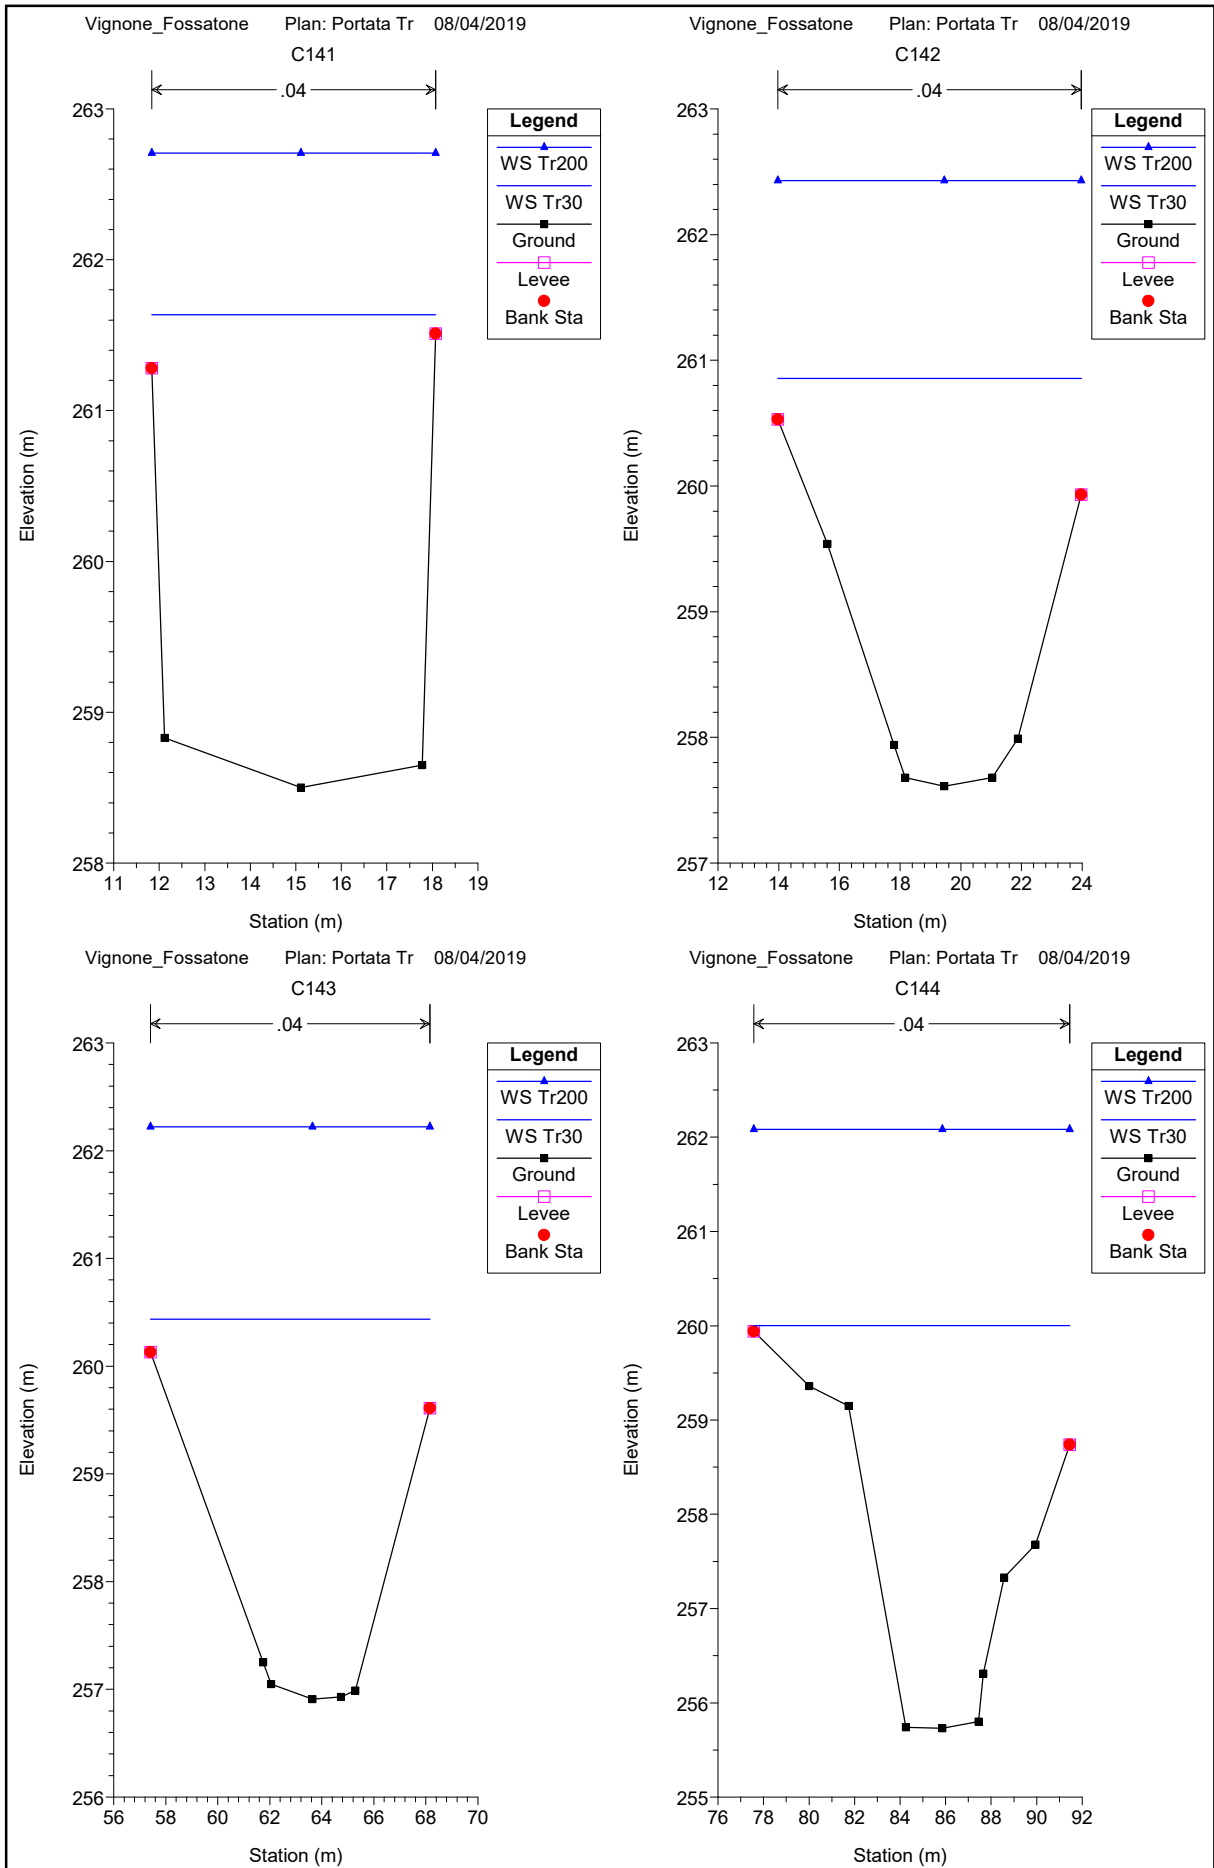 Vignone_Fossatone Plan: Portata Tr 08/04/2019
C141
.04
263
262
261
260
259
258
11 12 13 14 15 16 17 18 19
Elevation (m)
Station (m)
Legend
WS Tr200
WS Tr30
Ground
Levee
Bank Sta
Vignone_Fossatone Plan: Portata Tr 08/04/2019
C142
.04
263
262
261
260
259
258
257
12 14 16 18 20 22 24
Elevation (m)
Station (m)
Legend
WS Tr200
WS Tr30
Ground
Levee
Bank Sta
Vignone_Fossatone Plan: Portata Tr 08/04/2019
C143
.04
263
262
261
260
259
258
257
256
56 58 60 62 64 66 68 70
Elevation (m)
Station (m)
Legend
WS Tr200
WS Tr30
Ground
Levee
Bank Sta
Vignone_Fossatone Plan: Portata Tr 08/04/2019
C144
.04
263
262
261
260
259
258
257
256
255
76 78 80 82 84 86 88 90 92
Elevation (m)
Station (m)
Legend
WS Tr200
WS Tr30
Ground
Levee
Bank Sta